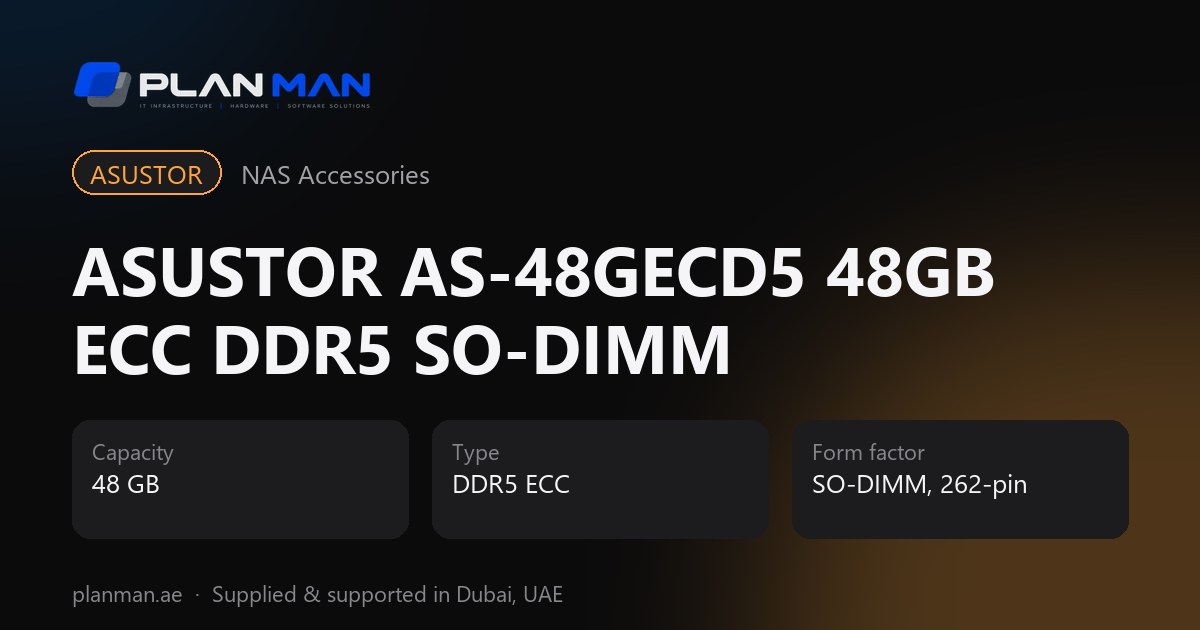 PLAN MAN
IT INFRASTRUCTURE | HARDWARE | SOFTWARE SOLUTIONS
ASUSTOR NAS Accessories
ASUSTOR AS-48GECD5 48GB
ECC DDR5 SO-DIMM
Capacity
48 GB
Type
DDR5 ECC
Form factor
SO-DIMM, 262-pin
planman.ae · Supplied & supported in Dubai, UAE